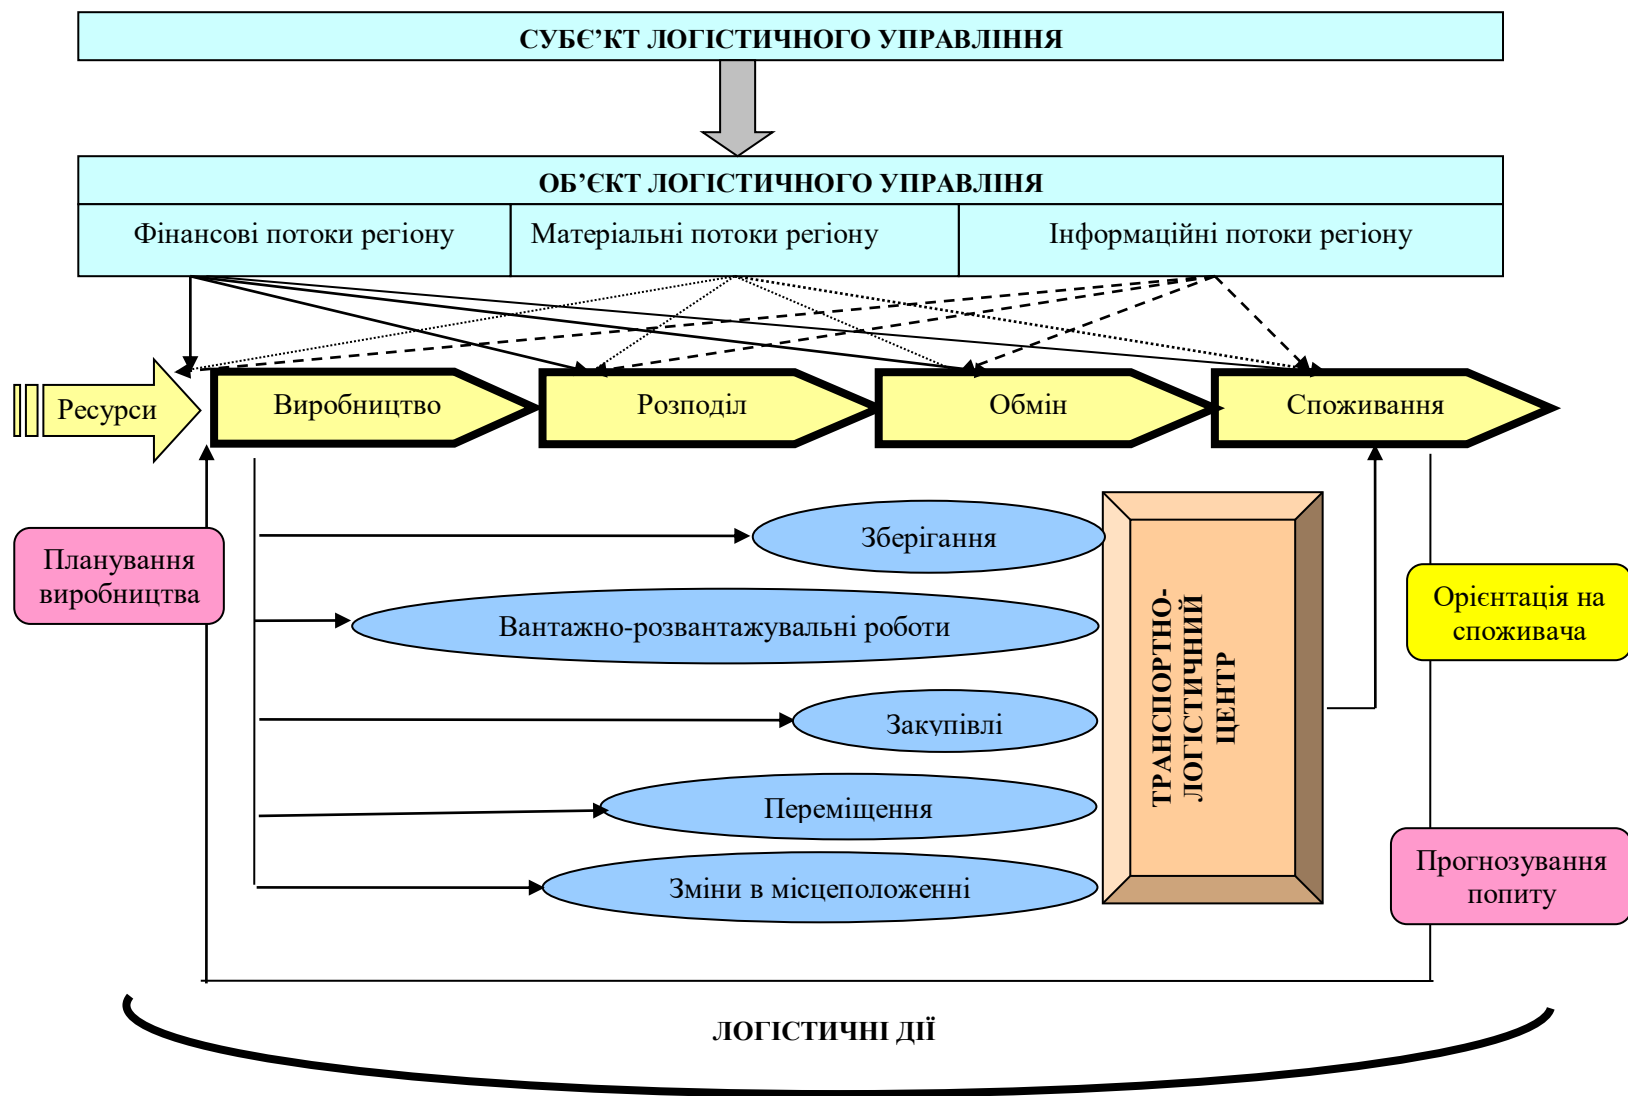 СУБЄ’КТ ЛОГІСТИЧНОГО УПРАВЛІННЯ
ОБ’ЄКТ ЛОГІСТИЧНОГО УПРАВЛІНЯ
Фінансові потоки регіону
Матеріальні потоки регіону
Інформаційні потоки регіону
Ресурси
Виробництво
Розподіл
Обмін
Споживання
Планування
виробництва
Зберігання
Вантажно-розвантажувальні роботи
Закупівлі
Переміщення
Зміни в місцеположенні
ТРАНСПОРТНО-
ЛОГІСТИЧНИЙ
ЦЕНТР
Орієнтація на
споживача
Прогнозування
попиту
ЛОГІСТИЧНІ ДІЇ